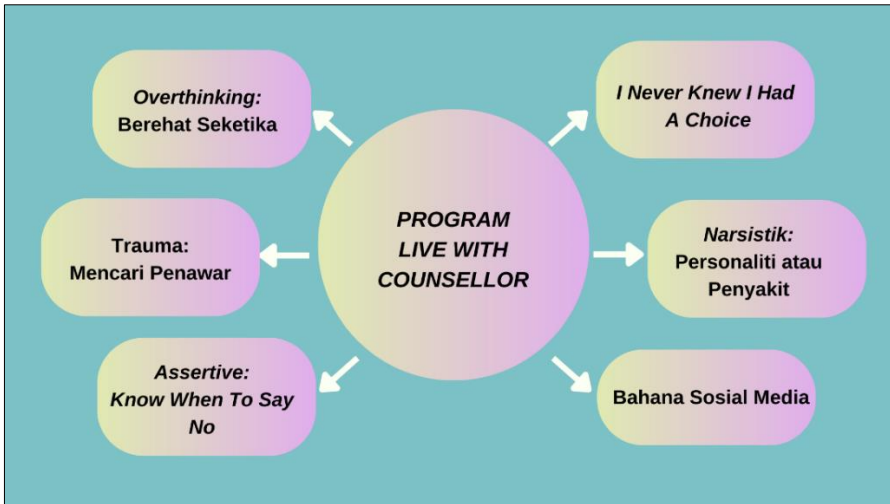 Overthinking:
Berehat Seketika
Trauma:
Mencari Penawar
Assertive:
Know When To Say
No
PROGRAM
LIVE WITH
COUNSELLOR
I Never Knew I Had
A Choice
Narsistik:
Personaliti atau
Penyakit
Bahana Sosial Media